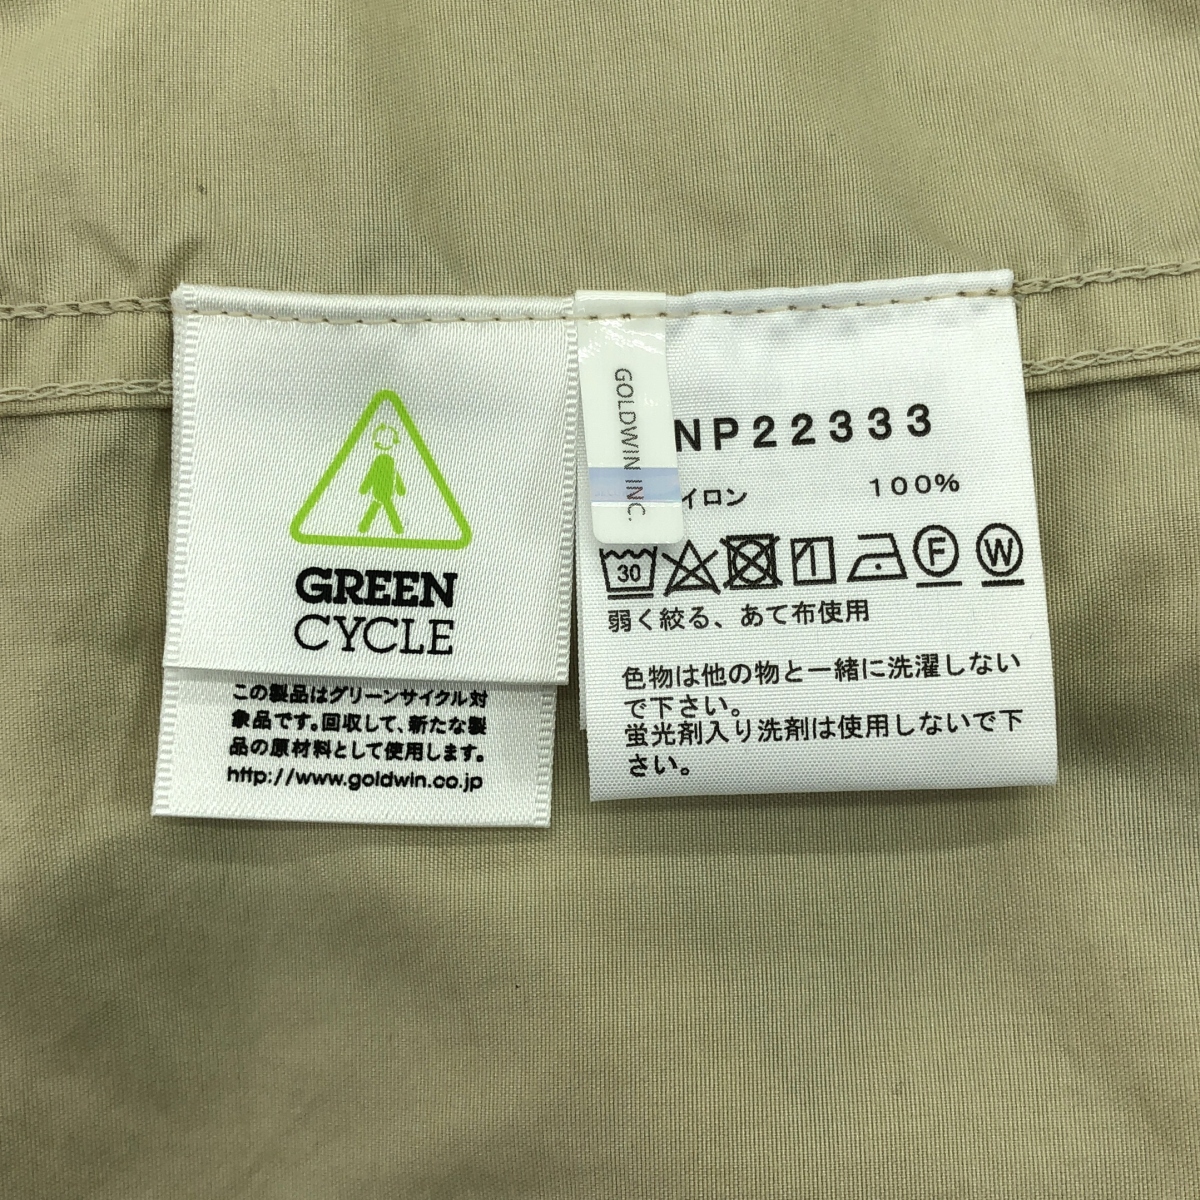 GREEN
CYCLE
この製品はグリーンサイクル対
象品です。回収して、新たな製
品の原材料として使用します。
http://www.goldwin.co.jp
GOLDWIN INC.
NP22333
イロン 100%
30 F W
弱く絞る、あて布使用
色物は他の物と一緒に洗濯しない
で下さい。
蛍光剤入り洗剤は使用しないで下
さい。